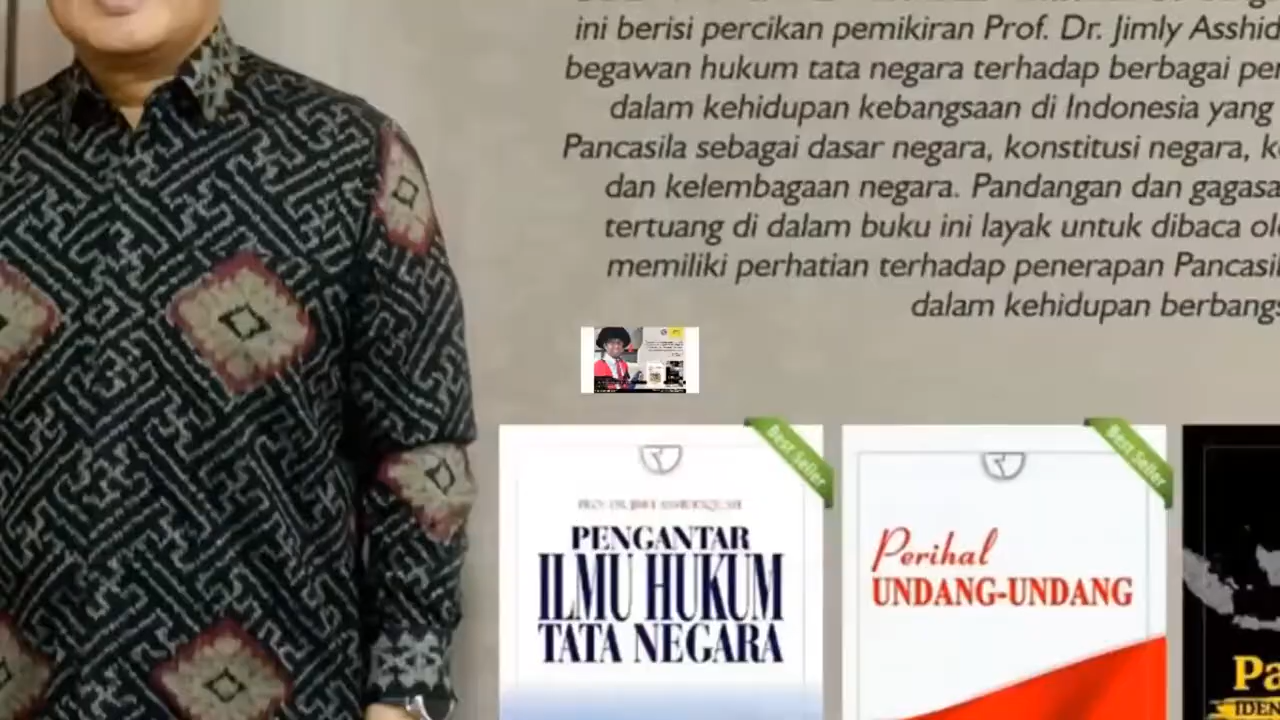 ini berisi percikan pemikiran Prof. Dr. Jimly Asshid
begawan hukum tata negara terhadap berbagai per
dalam kehidupan kebangsaan di Indonesia yang
Pancasila sebagai dasar negara, konstitusi negara, k
dan kelembagaan negara. Pandangan dan gagasa
tertuang di dalam buku ini layak untuk dibaca ol
memiliki perhatian terhadap penerapan Pancasil
dalam kehidupan berbangs
Best Seller
PENGANTAR
ILMU HUKUM
TATA NEGARA
Best Seller
Perihal
UNDANG-UNDANG
Pa
IDEN